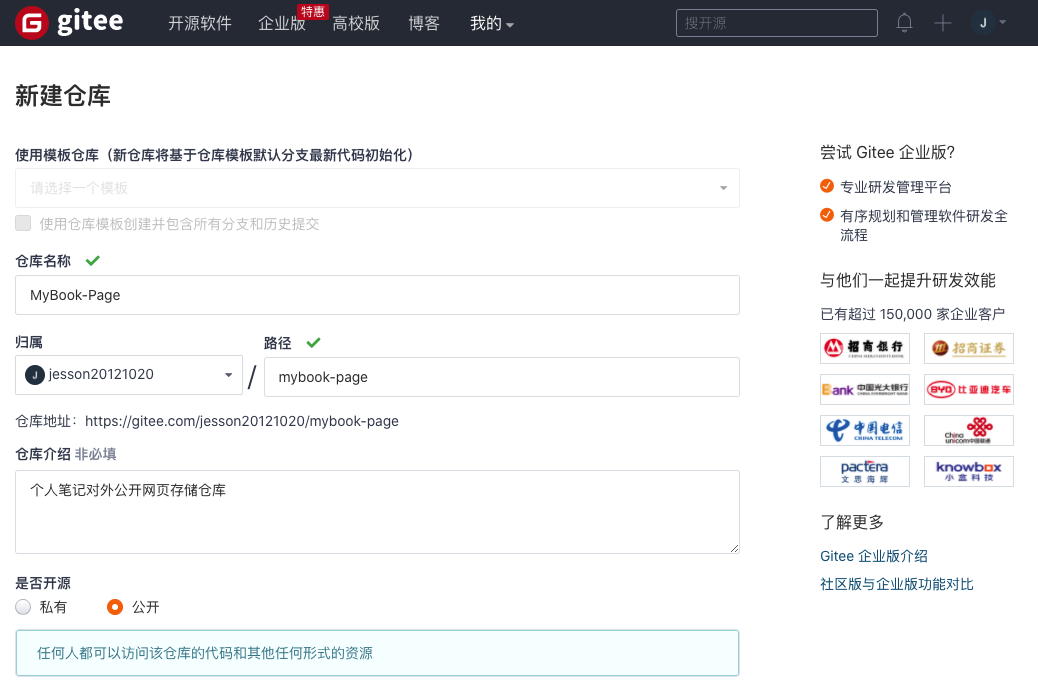 gitee 开源软件 企业版 特惠 高校版 博客 我的 搜开源 J
新建仓库
使用模板仓库（新仓库将基于仓库模板默认分支最新代码初始化）
请选择一个模板
使用仓库模板创建并包含所有分支和历史提交
仓库名称
MyBook-Page
归属
路径
J jesson20121020 / mybook-page
仓库地址：https://gitee.com/jesson20121020/mybook-page
仓库介绍 非必填
个人笔记对外公开网页存储仓库
是否开源
私有 公开
任何人都可以访问该仓库的代码和其他任何形式的资源
尝试 Gitee 企业版?
专业研发管理平台
有序规划和管理软件研发全
流程
与他们一起提升研发效能
已有超过 150,000 家企业客户
招商银行
CHINA MERCHANTS BANK
招商证券
Bank 中国光大银行
CHINA EVERBRIGHT BANK
BYD 比亚迪汽车
中国电信
CHINA TELECOM
China
unicom中国联通
pactera
文思海辉
knowbox
小盒科技
了解更多
Gitee 企业版介绍
社区版与企业版功能对比